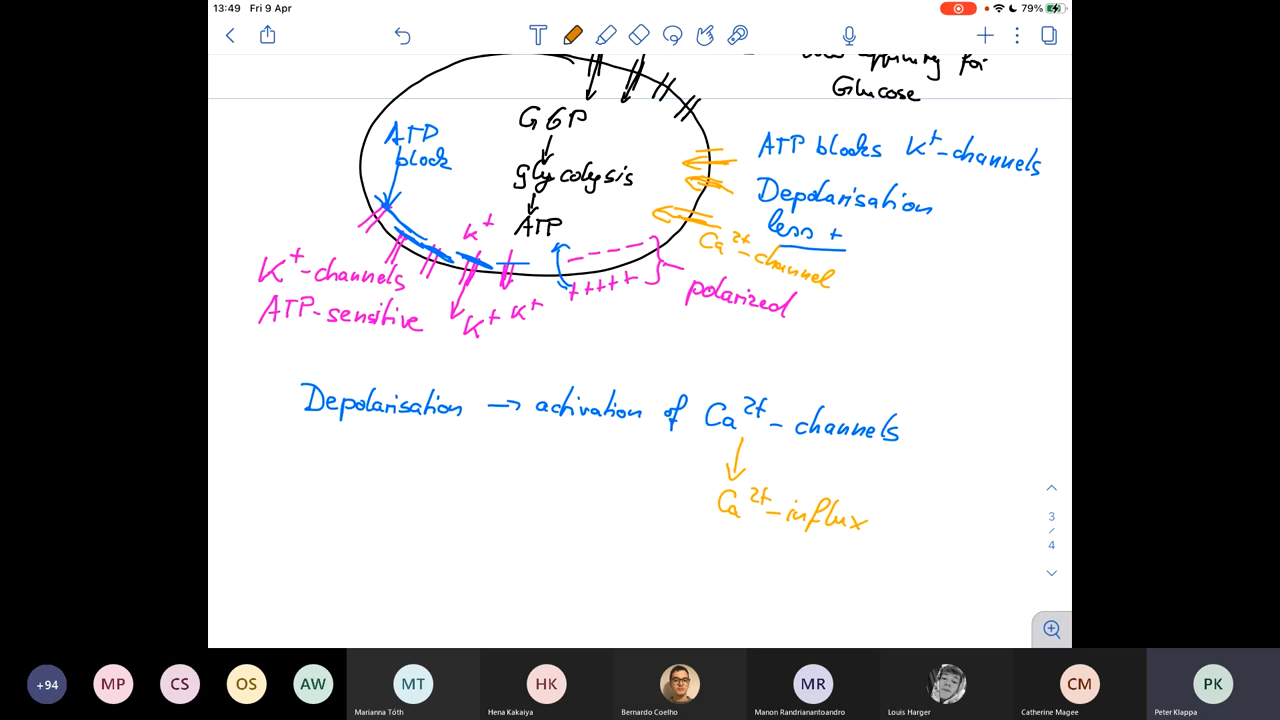 13:49 Fri 9 Apr
79%
T
affinity for
Glucose
G6P
ATP
block
glycolysis
ATP
ATP blocks K+-channels
Depolarisation
less +
Ca2+-channel
K+
K+-channels
ATP-sensitive
K+ K+
- - - - -
+++++
polarized
Depolarisation → activation of Ca2+-channels
Ca2+-influx
3
/
4
+94
MP
CS
OS
AW
MT
Marianna Tóth
HK
Hena Kakaiya
Bernardo Coelho
MR
Manon Randrianantoandro
Louis Harger
CM
Catherine Magee
PK
Peter Klappa